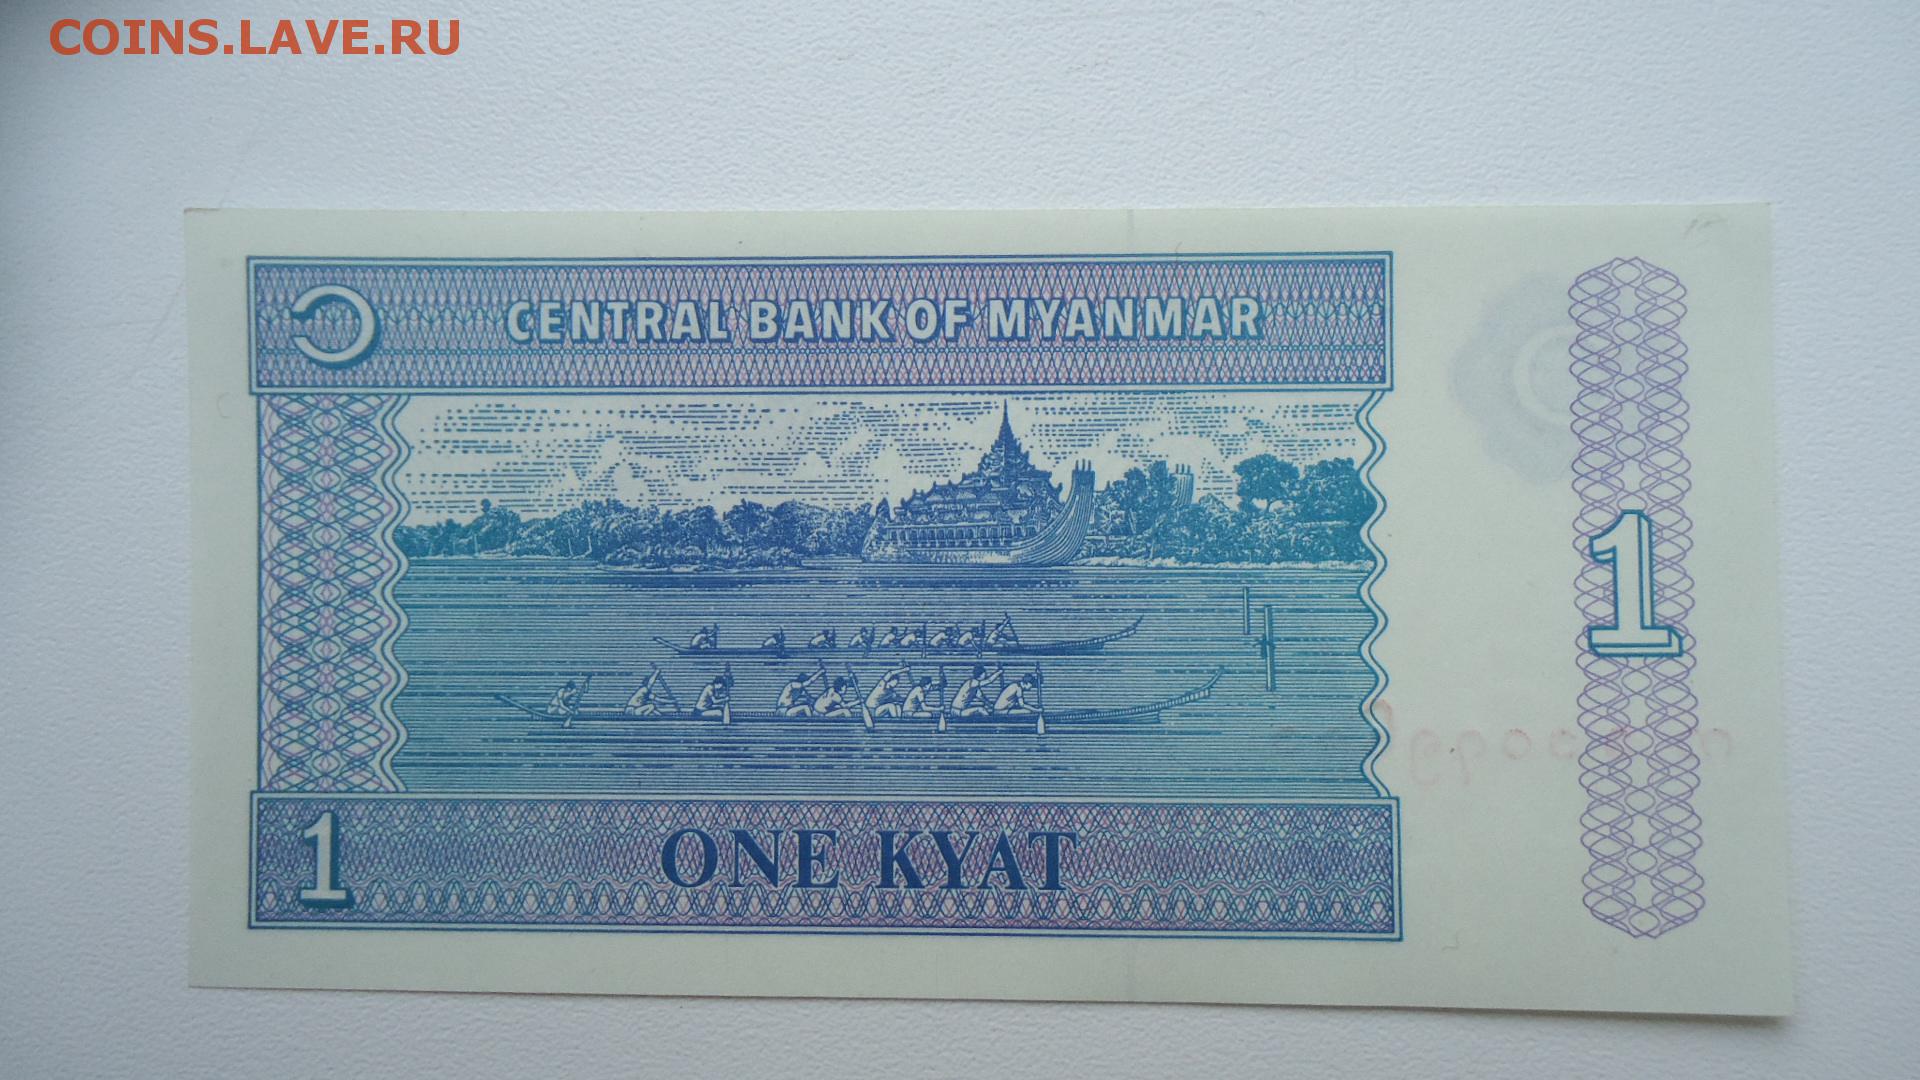 COINS.LAVE.RU
CENTRAL BANK OF MYANMAR
၁
1
1
ONE KYAT